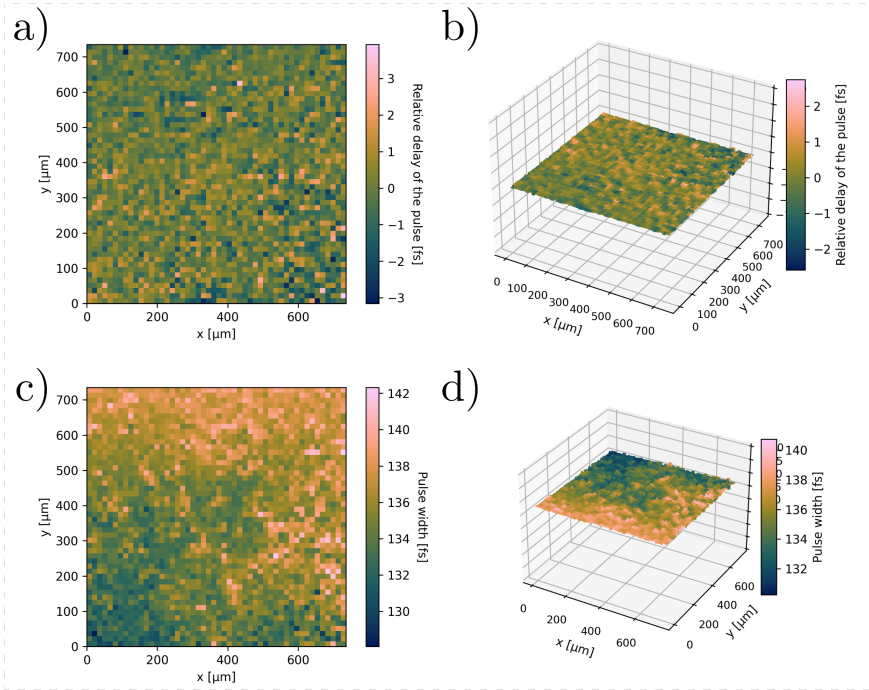 a)
700
600
500
400
300
200
100
0
y [µm]
0 200 400 600
x [µm]
3
2
1
0
−1
−2
−3
Relative delay of the pulse [fs]
b)
0 100 200 300 400 500 600 700
x [µm]
0 100 200 300 400 500 600 700
y [µm]
2
1
0
−1
−2
Relative delay of the pulse [fs]
c)
700
600
500
400
300
200
100
0
y [µm]
0 200 400 600
x [µm]
142
140
138
136
134
132
130
Pulse width [fs]
d)
0 200 400 600
x [µm]
0 200 400 600
y [µm]
140
138
136
134
132
Pulse width [fs]